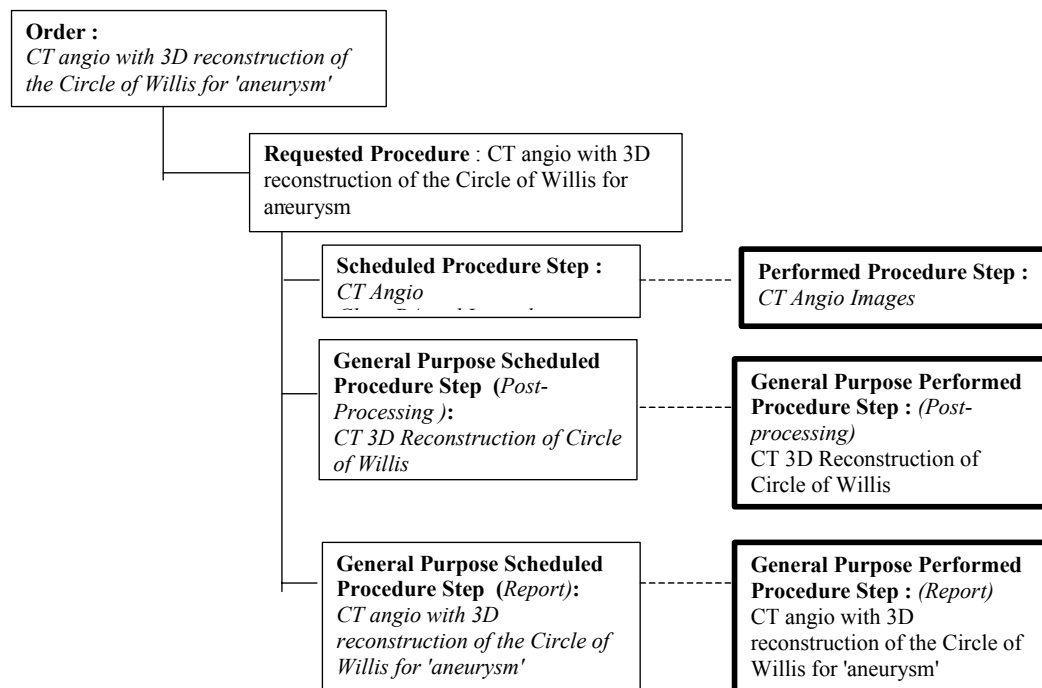 Order :
CT angio with 3D reconstruction of
the Circle of Willis for 'aneurysm'
Requested Procedure : CT angio with 3D
reconstruction of the Circle of Willis for
aneurysm
Scheduled Procedure Step :
CT Angio
Performed Procedure Step :
CT Angio Images
General Purpose Scheduled
Procedure Step (Post-
Processing ):
CT 3D Reconstruction of Circle
of Willis
General Purpose Performed
Procedure Step : (Post-
processing)
CT 3D Reconstruction of
Circle of Willis
General Purpose Scheduled
Procedure Step (Report):
CT angio with 3D
reconstruction of the Circle of
Willis for 'aneurysm'
General Purpose Performed
Procedure Step : (Report)
CT angio with 3D
reconstruction of the Circle of
Willis for 'aneurysm'